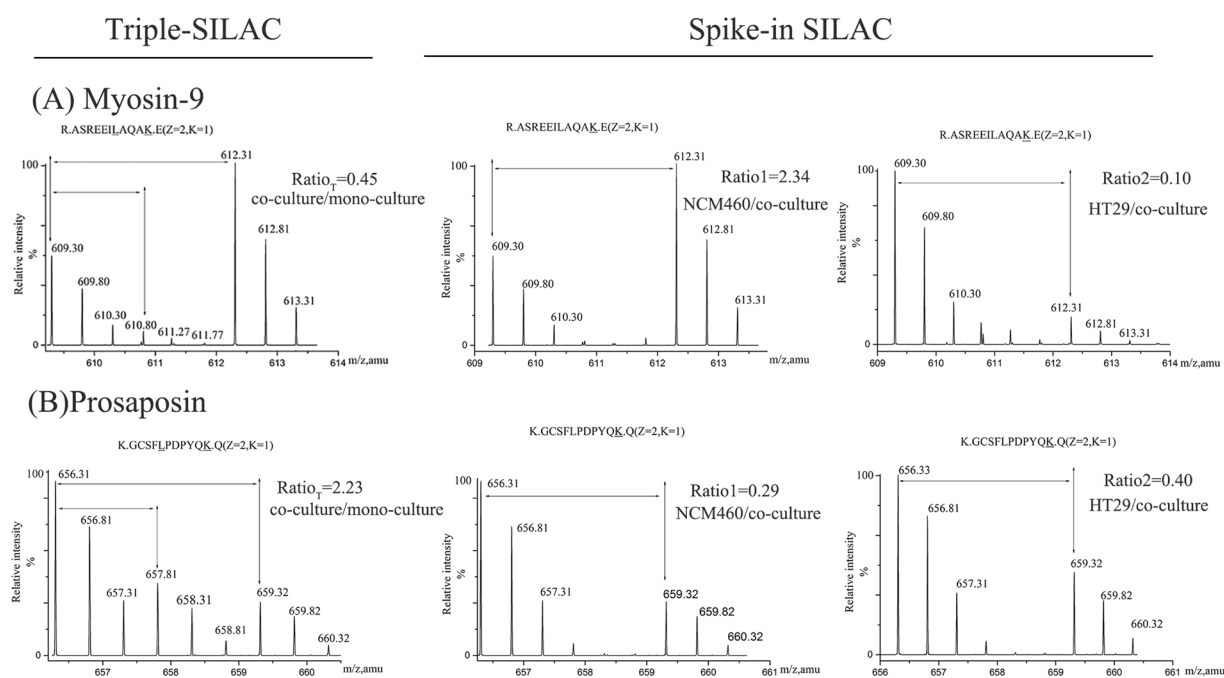 Triple-SILAC
Spike-in SILAC
(A) Myosin-9
R.ASREEILAQAK.E(Z=2,K=1)
100
Relative intensity
%
0
609.30
609.80
610.30
610.80
611.27
611.77
612.31
612.81
613.31
Ratio_T=0.45
co-culture/mono-culture
610
611
612
613
614
m/z,amu
R.ASREEILAQAK.E(Z=2,K=1)
100
Relative intensity
%
0
609.30
609.80
610.30
612.31
612.81
613.31
Ratio1=2.34
NCM460/co-culture
609
610
611
612
613
m/z,amu
R.ASREEILAQAK.E(Z=2,K=1)
100
Relative intensity
%
0
609.30
609.80
610.30
612.31
612.81
613.31
Ratio2=0.10
HT29/co-culture
609
610
611
612
613
614
m/z,amu
(B)Prosaposin
K.GCSFLPDPYQK.Q(Z=2,K=1)
100
Relative intensity
%
0
656.31
656.81
657.31
657.81
658.31
658.81
659.32
659.82
660.32
Ratio_T=2.23
co-culture/mono-culture
657
658
659
660
m/z,amu
K.GCSFLPDPYQK.Q(Z=2,K=1)
100
Relative intensity
%
0
656.31
656.81
657.31
659.32
659.82
660.32
Ratio1=0.29
NCM460/co-culture
657
658
659
660
661
m/z,amu
K.GCSFLPDPYQK.Q(Z=2,K=1)
100
Relative intensity
%
0
656.33
656.81
657.31
659.32
659.82
660.32
Ratio2=0.40
HT29/co-culture
656
657
658
659
660
661
m/z,amu